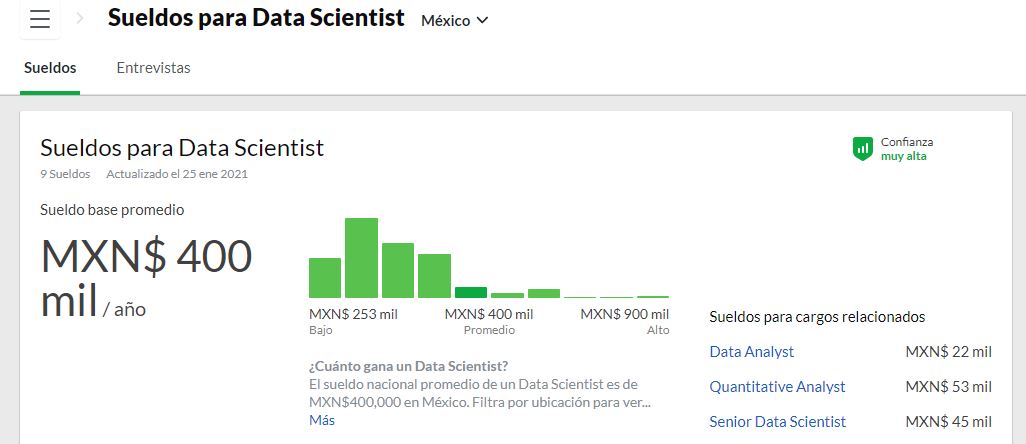 Sueldos para Data Scientist México
Sueldos Entrevistas
Sueldos para Data Scientist
9 Sueldos Actualizado el 25 ene 2021
Confianza
muy alta
Sueldo base promedio
MXN$ 400
mil / año
MXN$ 253 mil MXN$ 400 mil MXN$ 900 mil
Bajo Promedio Alto
¿Cuánto gana un Data Scientist?
El sueldo nacional promedio de un Data Scientist es de
MXN$400,000 en México. Filtra por ubicación para ver...
Más
Sueldos para cargos relacionados
Data Analyst MXN$ 22 mil
Quantitative Analyst MXN$ 53 mil
Senior Data Scientist MXN$ 45 mil